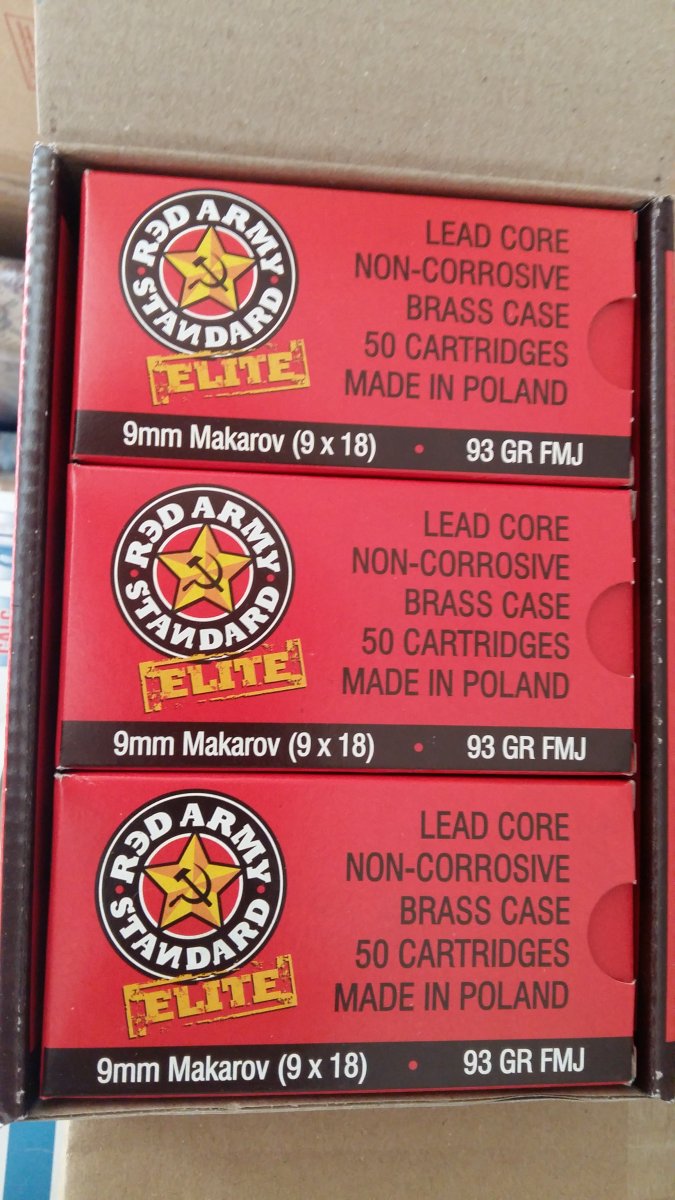 RED ARMY
STANDARD
ELITE
LEAD CORE
NON-CORROSIVE
BRASS CASE
50 CARTRIDGES
MADE IN POLAND
9mm Makarov (9 x 18) • 93 GR FMJ
RED ARMY
STANDARD
ELITE
LEAD CORE
NON-CORROSIVE
BRASS CASE
50 CARTRIDGES
MADE IN POLAND
9mm Makarov (9 x 18) • 93 GR FMJ
RED ARMY
STANDARD
ELITE
LEAD CORE
NON-CORROSIVE
BRASS CASE
50 CARTRIDGES
MADE IN POLAND
9mm Makarov (9 x 18) • 93 GR FMJ